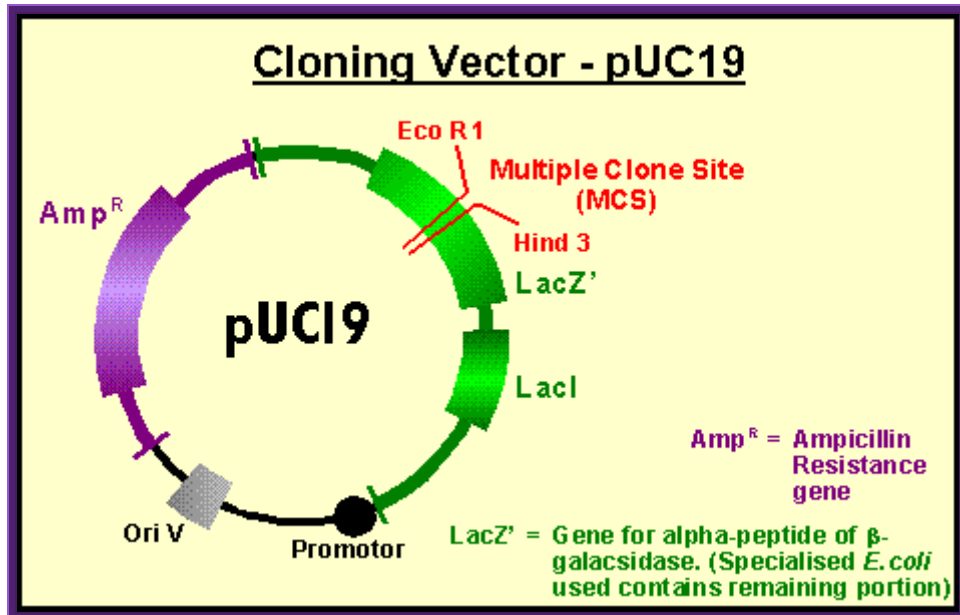 Cloning Vector - pUC19
Eco R1
Multiple Clone Site
(MCS)
Hind 3
Amp R
LacZ’
pUC19
LacI
Amp R = Ampicillin
Resistance
gene
Ori V
Promotor
LacZ’ = Gene for alpha-peptide of β-
galacsidase. (Specialised E. coli
used contains remaining portion)